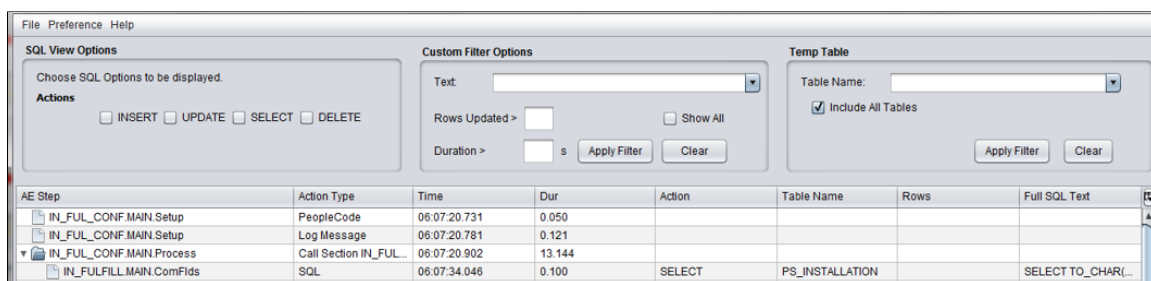 File Preference Help
SQL View Options
Choose SQL Options to be displayed.
Actions
INSERT UPDATE SELECT DELETE
Custom Filter Options
Text:
Rows Updated > Show All
Duration > s Apply Filter Clear
Temp Table
Table Name:
Include All Tables
Apply Filter Clear
AE Step Action Type Time Dur Action Table Name Rows Full SQL Text
IN_FUL_CONF.MAIN.Setup PeopleCode 06:07:20.731 0.050
IN_FUL_CONF.MAIN.Setup Log Message 06:07:20.781 0.121
IN_FUL_CONF.MAIN.Process Call Section IN_FUL... 06:07:20.902 13.144
IN_FULFILL.MAIN.ComFlds SQL 06:07:34.046 0.100 SELECT PS_INSTALLATION SELECT TO_CHAR(...